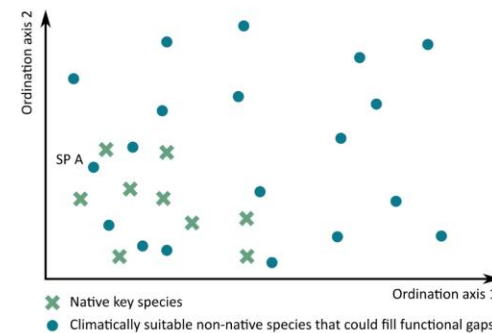 Ordination axis 2
SP A
Ordination axis 1
Native key species
Climatically suitable non-native species that could fill functional gaps